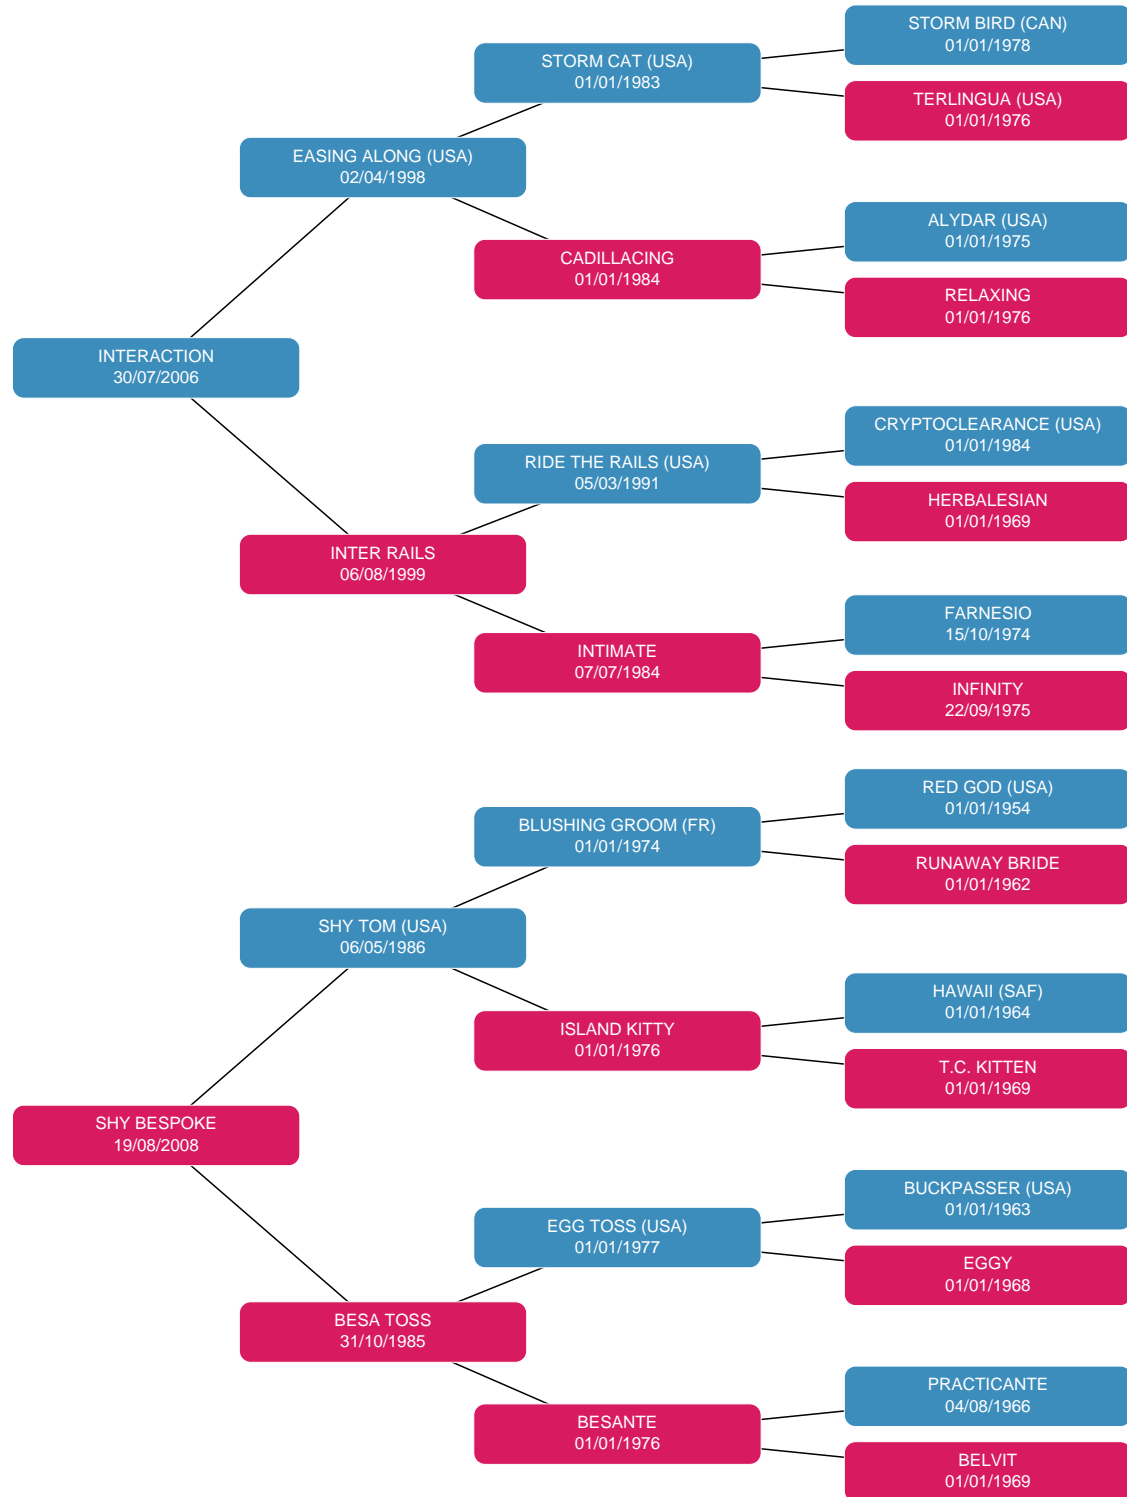 STORM BIRD (CAN)
01/01/1978
STORM CAT (USA)
01/01/1983
TERLINGUA (USA)
01/01/1976
EASING ALONG (USA)
02/04/1998
ALYDAR (USA)
01/01/1975
CADILLACING
01/01/1984
RELAXING
01/01/1976
INTERACTION
30/07/2006
CRYPTOCLEARANCE (USA)
01/01/1984
RIDE THE RAILS (USA)
05/03/1991
HERBALESIAN
01/01/1969
INTER RAILS
06/08/1999
FARNESIO
15/10/1974
INTIMATE
07/07/1984
INFINITY
22/09/1975
RED GOD (USA)
01/01/1954
BLUSHING GROOM (FR)
01/01/1974
RUNAWAY BRIDE
01/01/1962
SHY TOM (USA)
06/05/1986
HAWAII (SAF)
01/01/1964
ISLAND KITTY
01/01/1976
T.C. KITTEN
01/01/1969
SHY BESPOKE
19/08/2008
BUCKPASSER (USA)
01/01/1963
EGG TOSS (USA)
01/01/1977
EGGY
01/01/1968
BESA TOSS
31/10/1985
PRACTICANTE
04/08/1966
BESANTE
01/01/1976
BELVIT
01/01/1969